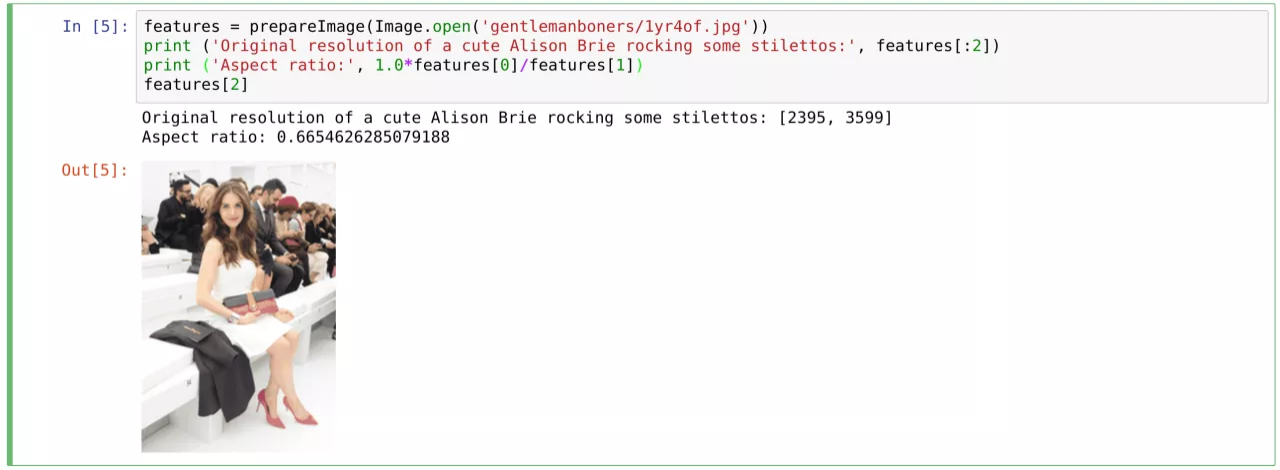 In [5]: features = prepareImage(Image.open('gentlemanboners/1yr4of.jpg'))
print ('Original resolution of a cute Alison Brie rocking some stilettos:', features[:2])
print ('Aspect ratio:', 1.0*features[0]/features[1])
features[2]
Original resolution of a cute Alison Brie rocking some stilettos: [2395, 3599]
Aspect ratio: 0.6654626285079188
Out[5]: